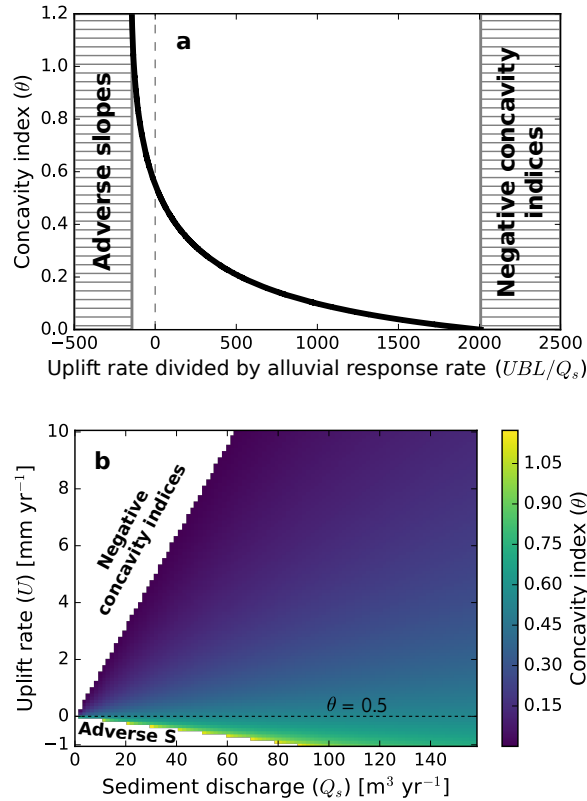 1.2
1.0
0.8
0.6
0.4
0.2
0.0
Concavity index (θ)
a
Adverse slopes
Negative concavity
indices
−500
0
500
1000
1500
2000
2500
Uplift rate divided by alluvial response rate (UBL/Qs)
10
8
6
4
2
0
−1
Uplift rate (U) [mm yr−1]
b
Negative
concavity indices
θ = 0.5
Adverse S
0
20
40
60
80
100
120
140
Sediment discharge (Qs) [m3 yr−1]
1.05
0.90
0.75
0.60
0.45
0.30
0.15
Concavity index (θ)